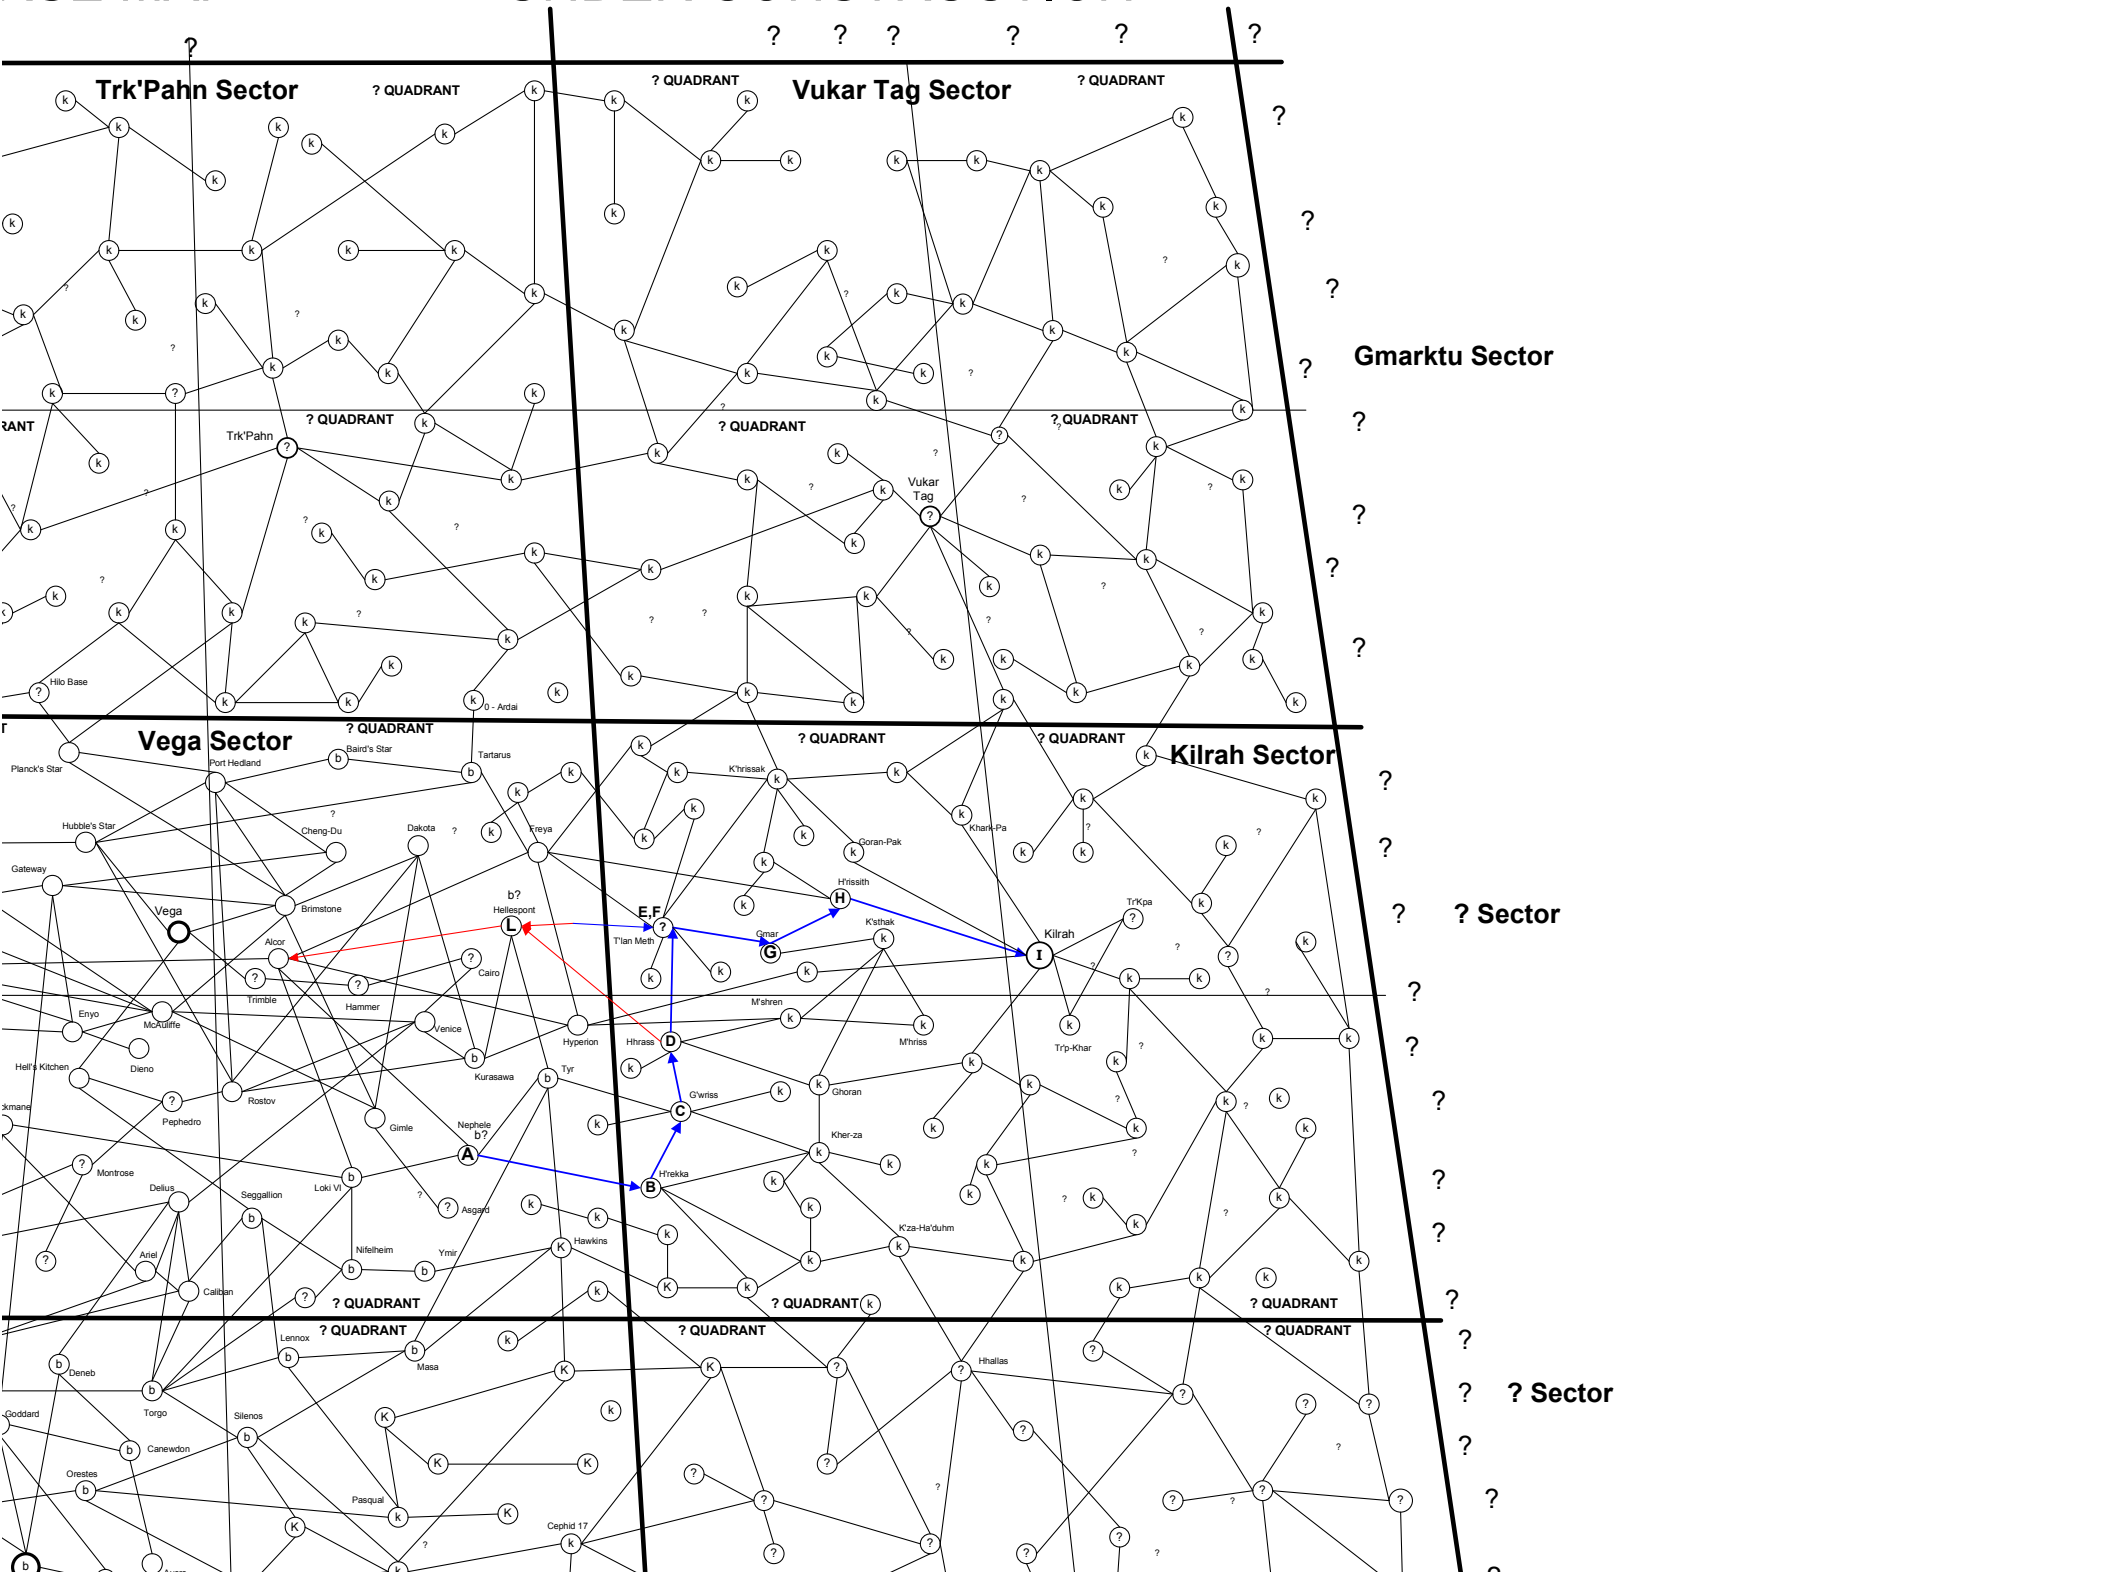 Trk'Pahn Sector
? QUADRANT
? QUADRANT
Vukar Tag Sector
? QUADRANT
Gmarktu Sector
RANT
? QUADRANT
? QUADRANT
? QUADRANT
Trk'Pahn
Vukar
Tag
Hilo Base
0 - Ardai
T
? QUADRANT
Vega Sector
? QUADRANT
? QUADRANT
Kilrah Sector
Planck's Star
Port Hedland
Baird's Star
Tartarus
K'hrissak
Hubble's Star
Cheng-Du
Dakota
Freya
Goran-Pak
Khark-Pa
Gateway
Brimstone
Vega
b?
Hellespont
L
E,F
T'lan Meth
Gmar
G
H'rissith
H
K'sthak
Tr'Kpa
Kilrah
I
? Sector
Alcor
Trimble
Hammer
Cairo
Enyo
McAuliffe
Venice
Hyperion
M'shren
Hhrass
D
M'hriss
Tr'p-Khar
Dieno
Hell's Kitchen
Kurasawa
Tyr
Rostov
Pephedro
G'wriss
C
Ghoran
ckmane
Gimle
Nephele
b?
A
Kher-za
Montrose
Loki VI
H'rekka
B
Delius
Seggallion
Asgard
K'za-Ha'duhm
Ariel
Nifelheim
Ymir
Hawkins
Caliban
? QUADRANT
? QUADRANT
? QUADRANT
? QUADRANT
? QUADRANT
? QUADRANT
Lennox
Masa
Hhallas
Deneb
Torgo
? Sector
Goddard
Silenos
Canewdon
Orestes
Pasqual
Cephid 17